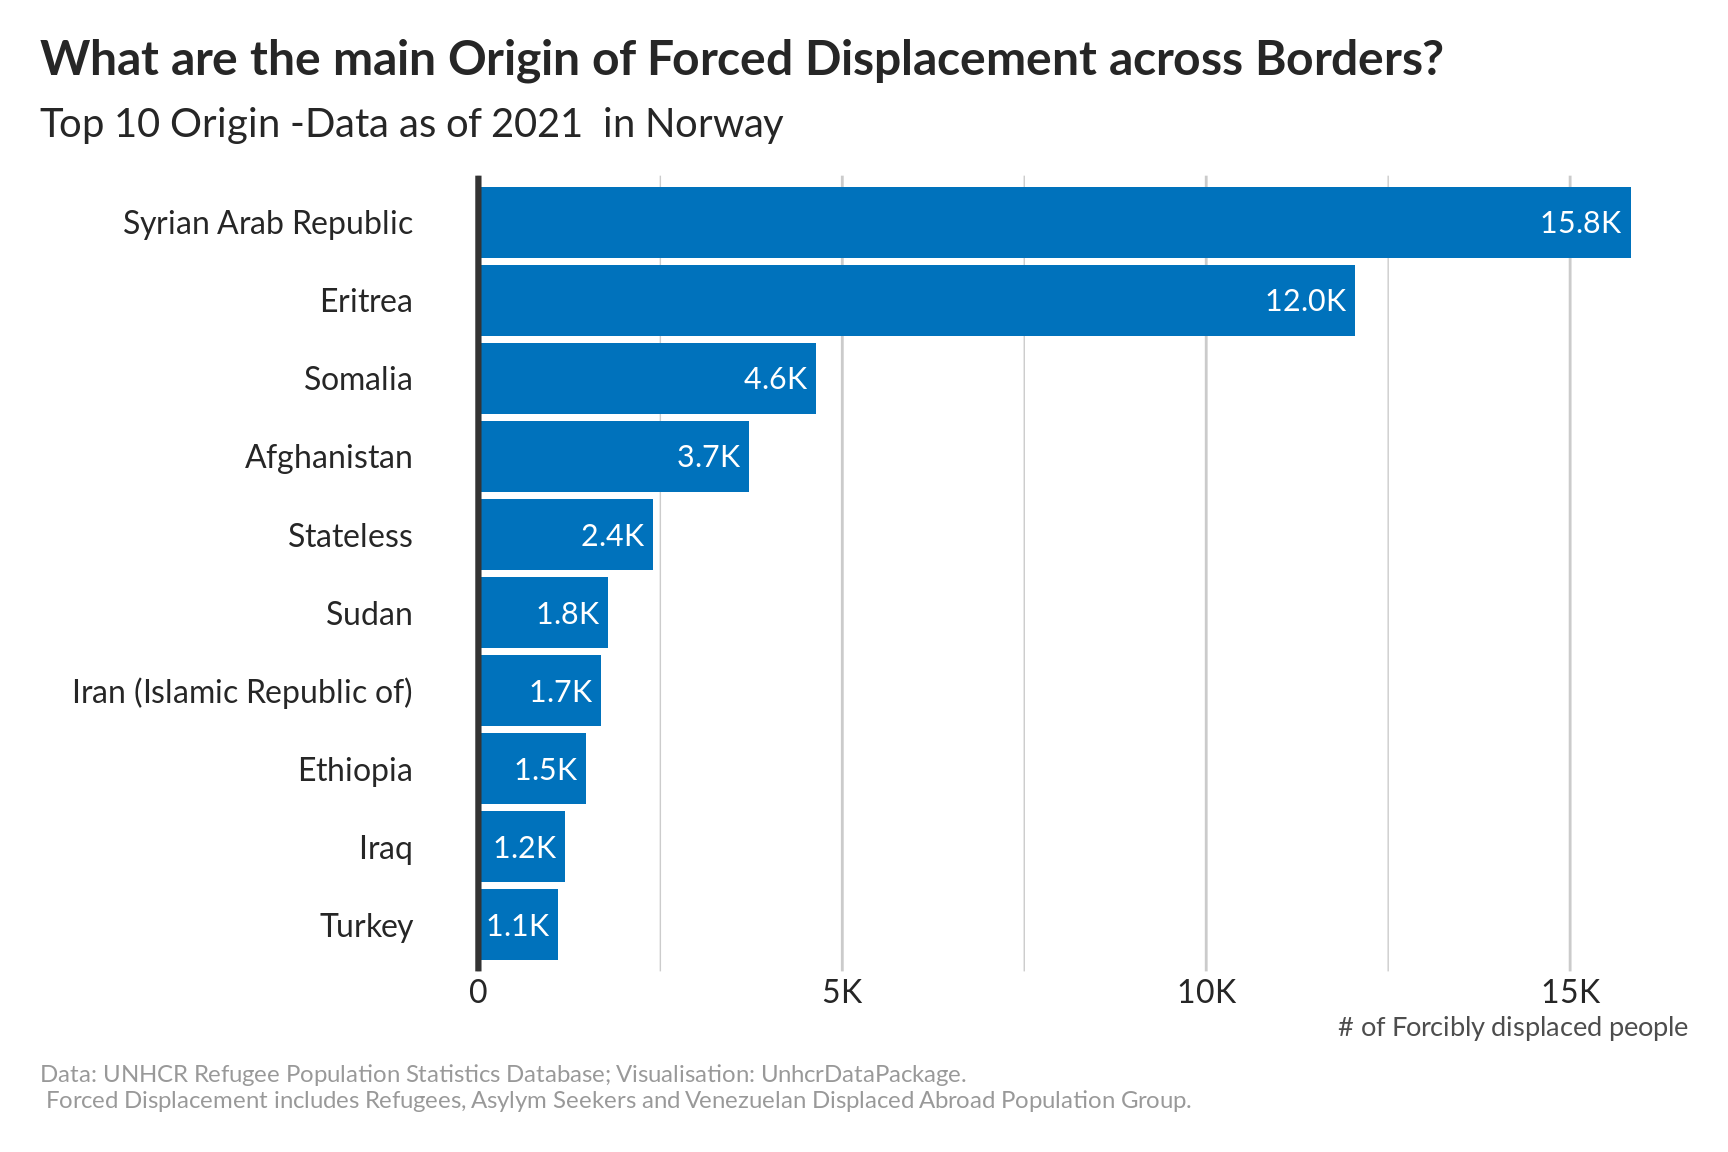 What are the main Origin of Forced Displacement across Borders?
Top 10 Origin -Data as of 2021  in Norway
Syrian Arab Republic 15.8K
Eritrea 12.0K
Somalia 4.6K
Afghanistan 3.7K
Stateless 2.4K
Sudan 1.8K
Iran (Islamic Republic of) 1.7K
Ethiopia 1.5K
Iraq 1.2K
Turkey 1.1K
0 5K 10K 15K
# of Forcibly displaced people
Data: UNHCR Refugee Population Statistics Database; Visualisation: UnhcrDataPackage.
Forced Displacement includes Refugees, Asylym Seekers and Venezuelan Displaced Abroad Population Group.